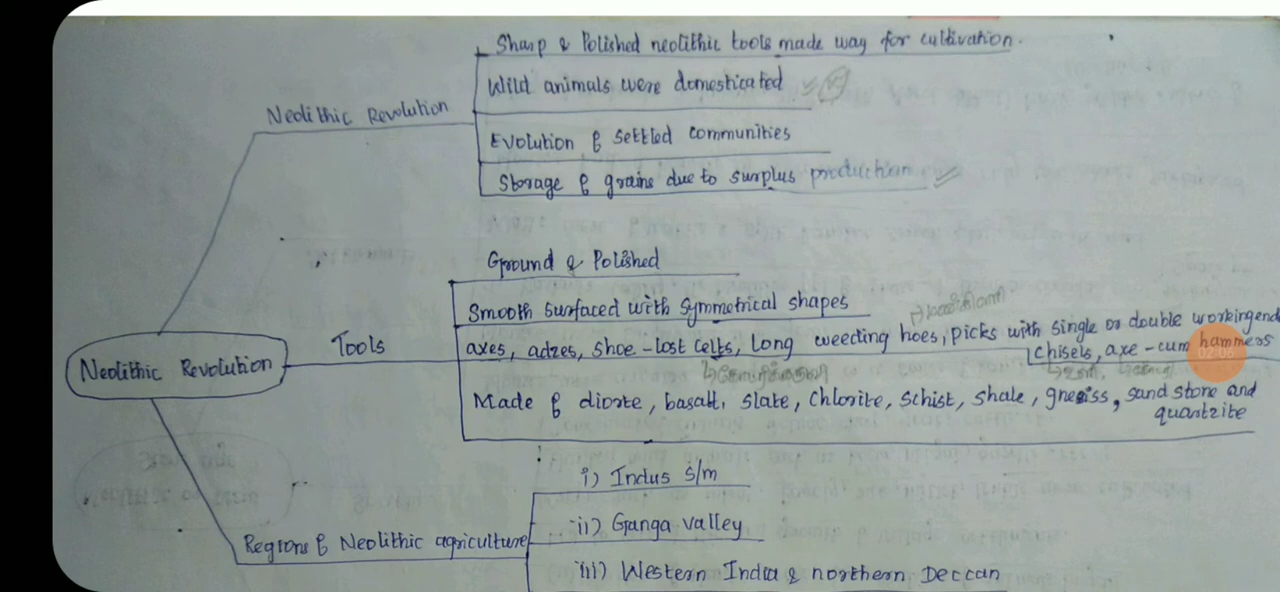 Sharp & Polished neolithic tools made way for cultivation.
Wild animals were domesticated
Neolithic Revolution
Evolution of settled communities
Storage of grains due to surplus production
Ground & Polished
Smooth surfaced with symmetrical shapes
Tools
axes, adzes, shoe-last celts, long weeding hoes, picks with single or double working end
chisels, axe-cum hammers
02:06
Neolithic Revolution
Made of diorite, basalt, slate, chlorite, schist, shale, gneiss, sand stone and
quartzite
i) Indus s/m
ii) Ganga valley
Regions of Neolithic agriculture
iii) Western India & northern Deccan